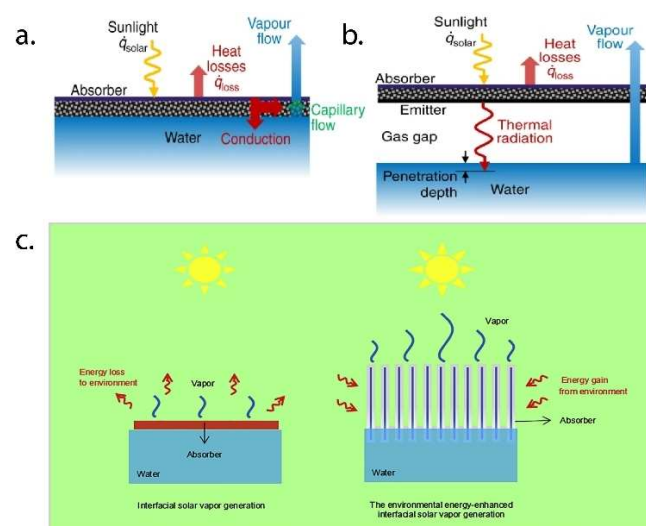 a.
Sunlight
q̇solar
Absorber
Heat
losses
q̇loss
Vapour
flow
Capillary
flow
Water
Conduction
b.
Sunlight
q̇solar
Absorber
Heat
losses
q̇loss
Vapour
flow
Emitter
Gas gap
Thermal
radiation
Penetration
depth
Water
c.
Energy loss
to environment
Vapor
Absorber
Water
Interfacial solar vapor generation
Vapor
Energy gain
from environment
Absorber
Water
The environmental energy-enhanced
interfacial solar vapor generation